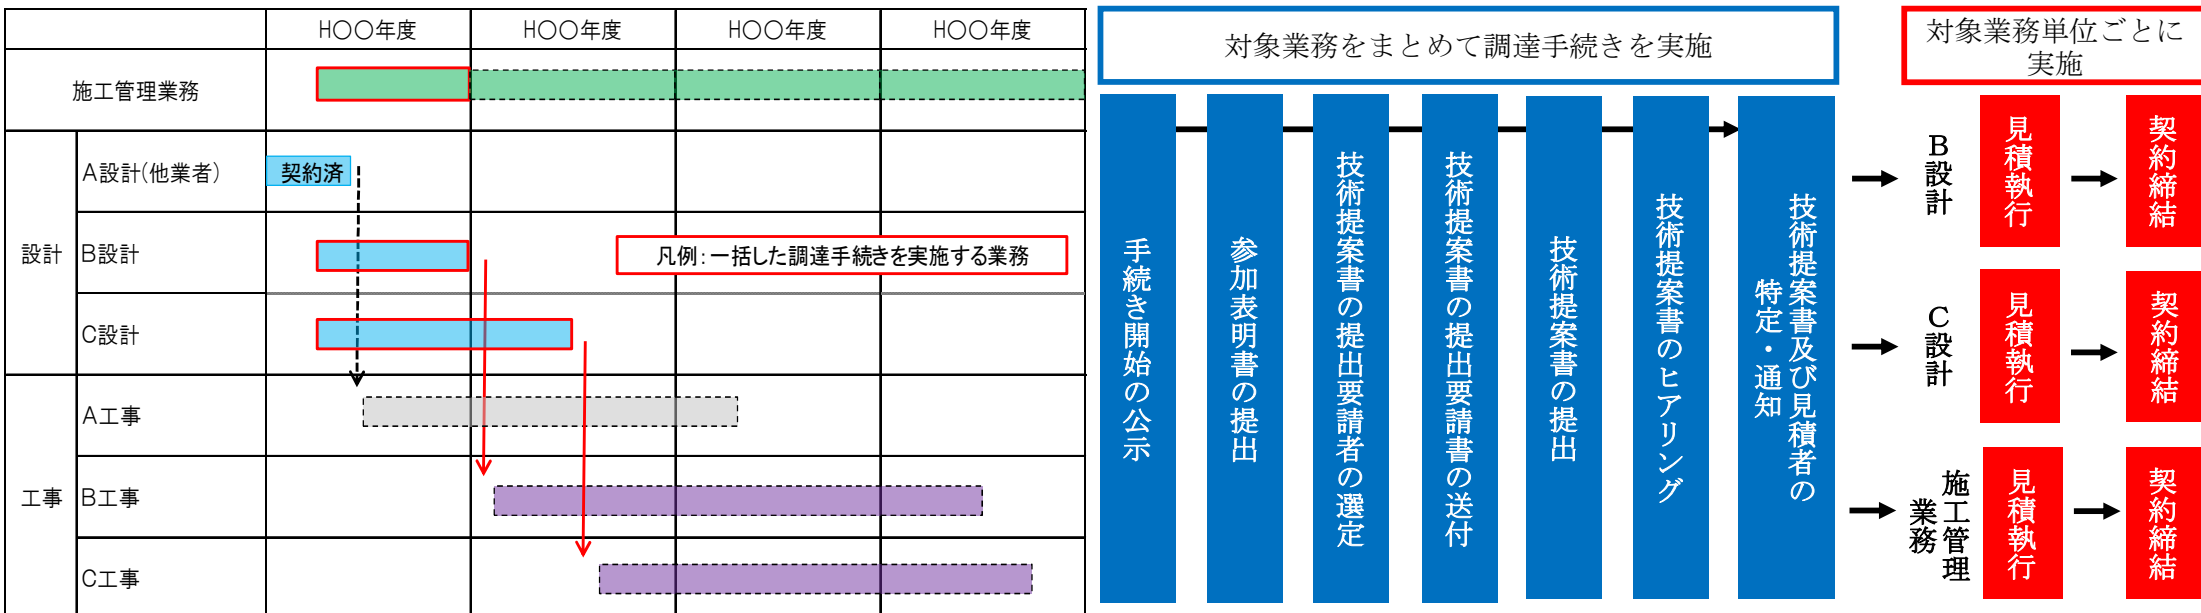 H〇〇年度
H〇〇年度
H〇〇年度
H〇〇年度
施工管理業務
設計
A設計(他業者)
契約済
B設計
凡例：一括した調達手続きを実施する業務
C設計
工事
A工事
B工事
C工事
対象業務をまとめて調達手続きを実施
手続き開始の公示
参加表明書の提出
技術提案書の提出要請者の選定
技術提案書の提出要請書の送付
技術提案書の提出
技術提案書のヒアリング
技術提案書及び見積者の
特定・通知
対象業務単位ごとに
実施
B設計
見積執行
契約締結
C設計
見積執行
契約締結
施工管理
業務
見積執行
契約締結